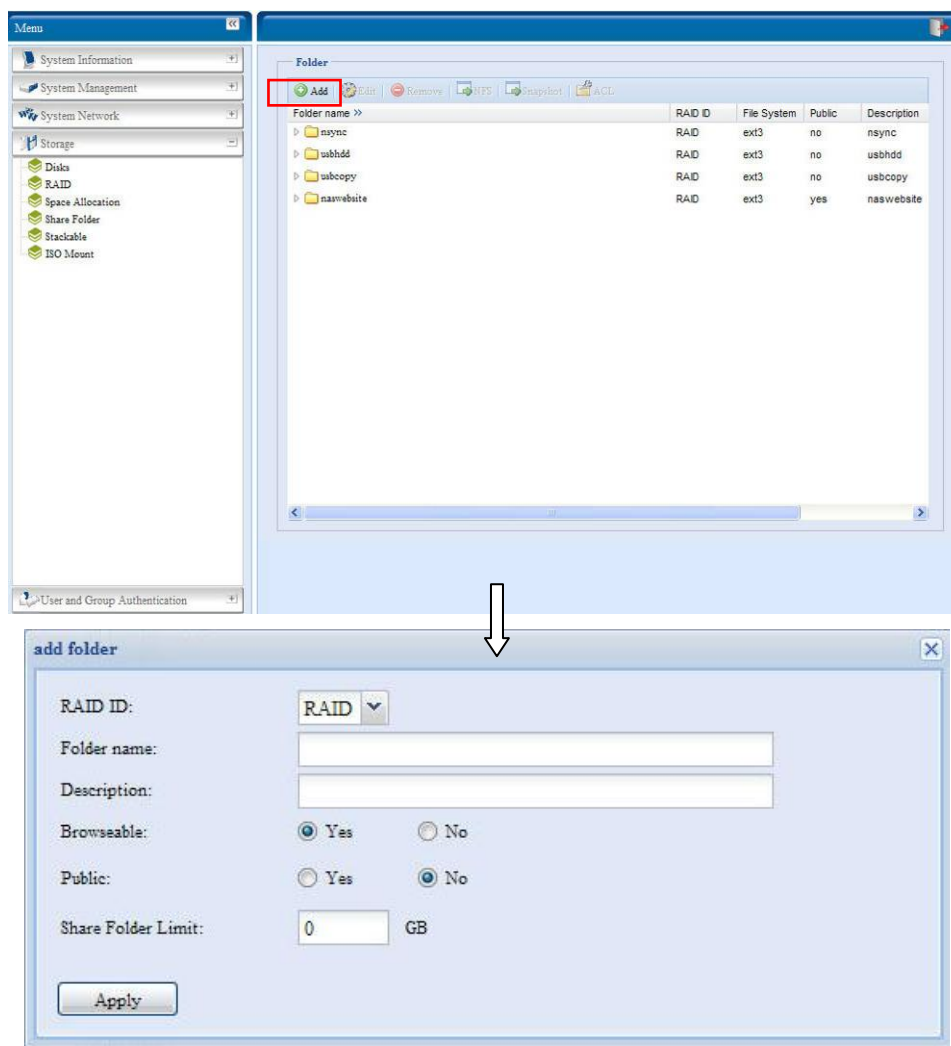 Menu
System Information
System Management
System Network
Storage
Disks
RAID
Space Allocation
Share Folder
Stackable
ISO Mount
User and Group Authentication
Folder
Add Edit Remove NFS Snapshot ACL
Folder name » RAID ID File System Public Description
nsync RAID ext3 no nsync
usbhdd RAID ext3 no usbhdd
usbcopy RAID ext3 no usbcopy
naswebsite RAID ext3 yes naswebsite
add folder
RAID ID: RAID
Folder name:
Description:
Browseable: Yes No
Public: Yes No
Share Folder Limit: 0 GB
Apply